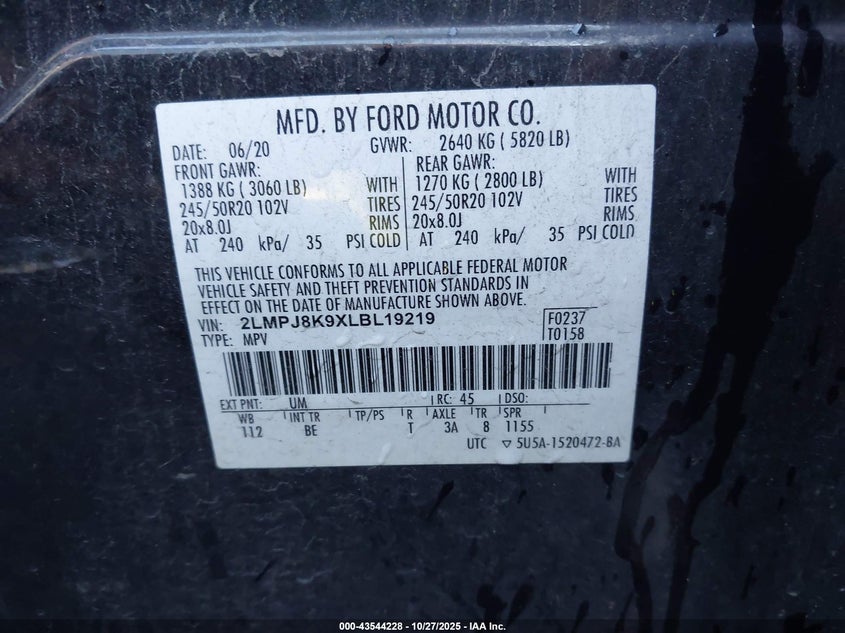 MFD. BY FORD MOTOR CO.
DATE: 06/20 GVWR: 2640 KG ( 5820 LB)
FRONT GAWR: REAR GAWR:
1388 KG ( 3060 LB) WITH 1270 KG ( 2800 LB) WITH
245/50R20 102V TIRES 245/50R20 102V TIRES
20x8.0J RIMS 20x8.0J RIMS
AT 240 kPa/ 35 PSI COLD AT 240 kPa/ 35 PSI COLD
THIS VEHICLE CONFORMS TO ALL APPLICABLE FEDERAL MOTOR
VEHICLE SAFETY AND THEFT PREVENTION STANDARDS IN
EFFECT ON THE DATE OF MANUFACTURE SHOWN ABOVE.
VIN: 2LMPJ8K9XLBL19219 F0237
TYPE: MPV T0158
EXT PNT: UM RC: 45 DSO:
WB INT TR TP/PS R AXLE TR SPR
112 BE T 3A 8 1155
UTC ▽ 5U5A-1520472-BA
000-43544228 - 10/27/2025 - IAA Inc.